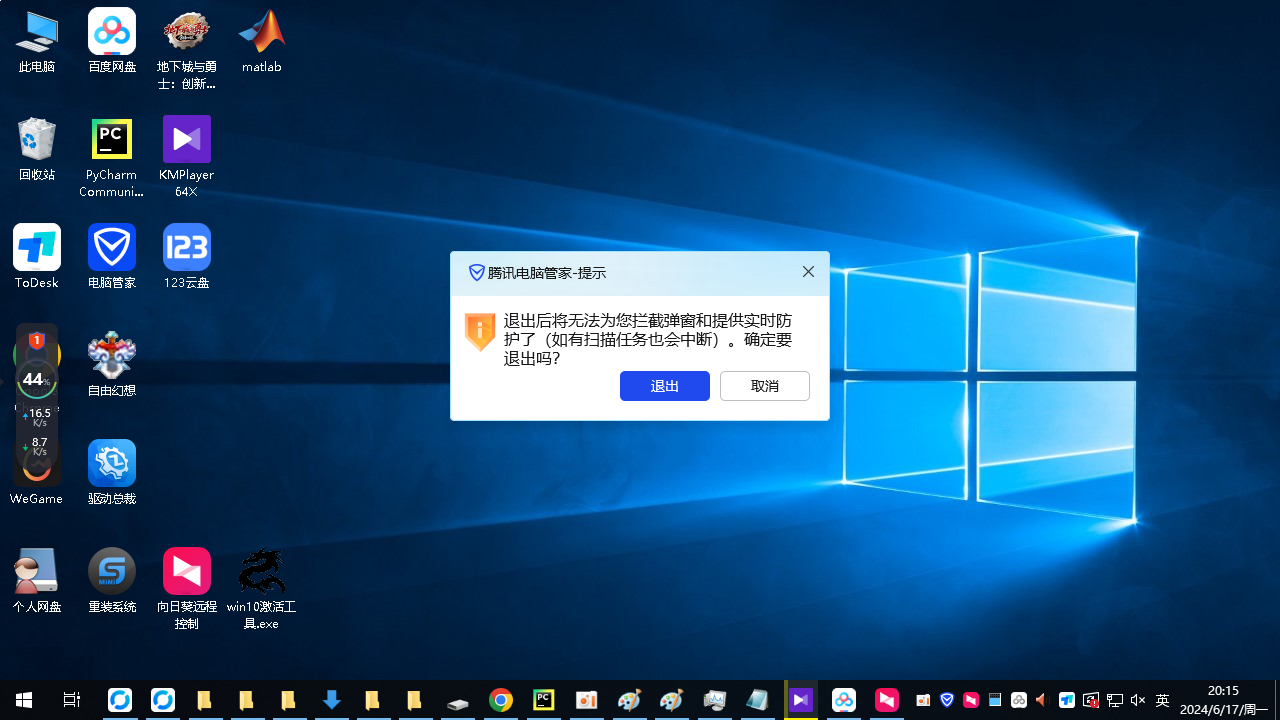 此电脑
百度网盘
地下城与勇
士：创新...
matlab
回收站
PC
PyCharm
Communi...
KMPlayer
64X
ToDesk
电脑管家
123
123云盘
1
44%
16.5
K/s
8.7
K/s
自由幻想
WeGame
驱动总裁
个人网盘
MINI
重装系统
向日葵远程
控制
win10激活工
具.exe
腾讯电脑管家-提示
退出后将无法为您拦截弹窗和提供实时防
护了（如有扫描任务也会中断）。确定要
退出吗？
退出
取消
PC
英
20:15
2024/6/17/周一